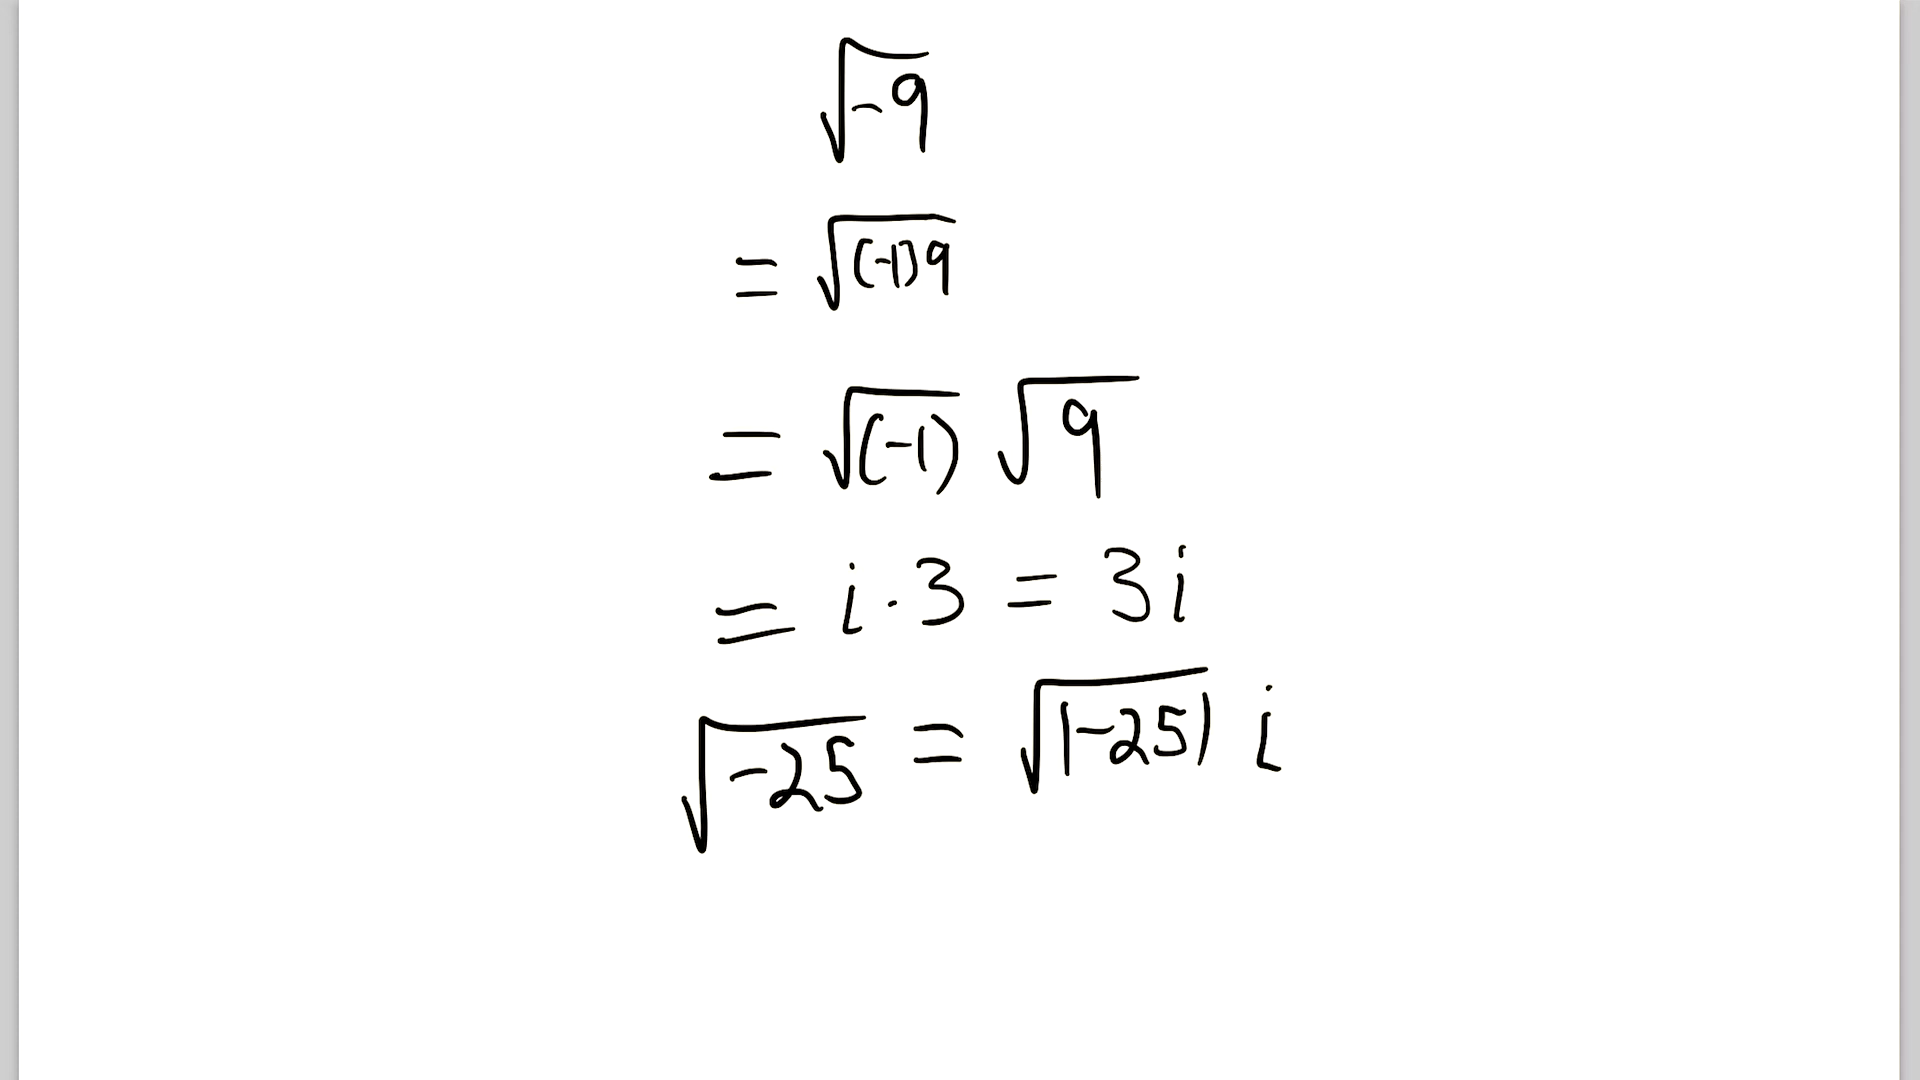 √-9
= √(-1)9
= √(-1) √9
= i · 3 = 3i
√-25 = √|-25| i